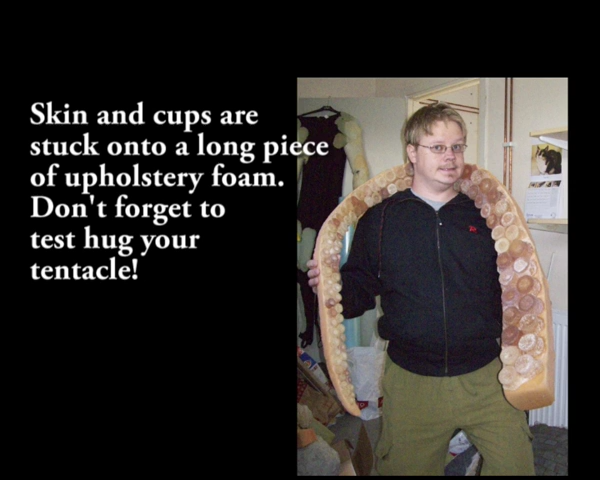 Skin and cups are
stuck onto a long piece
of upholstery foam.
Don't forget to
test hug your
tentacle!